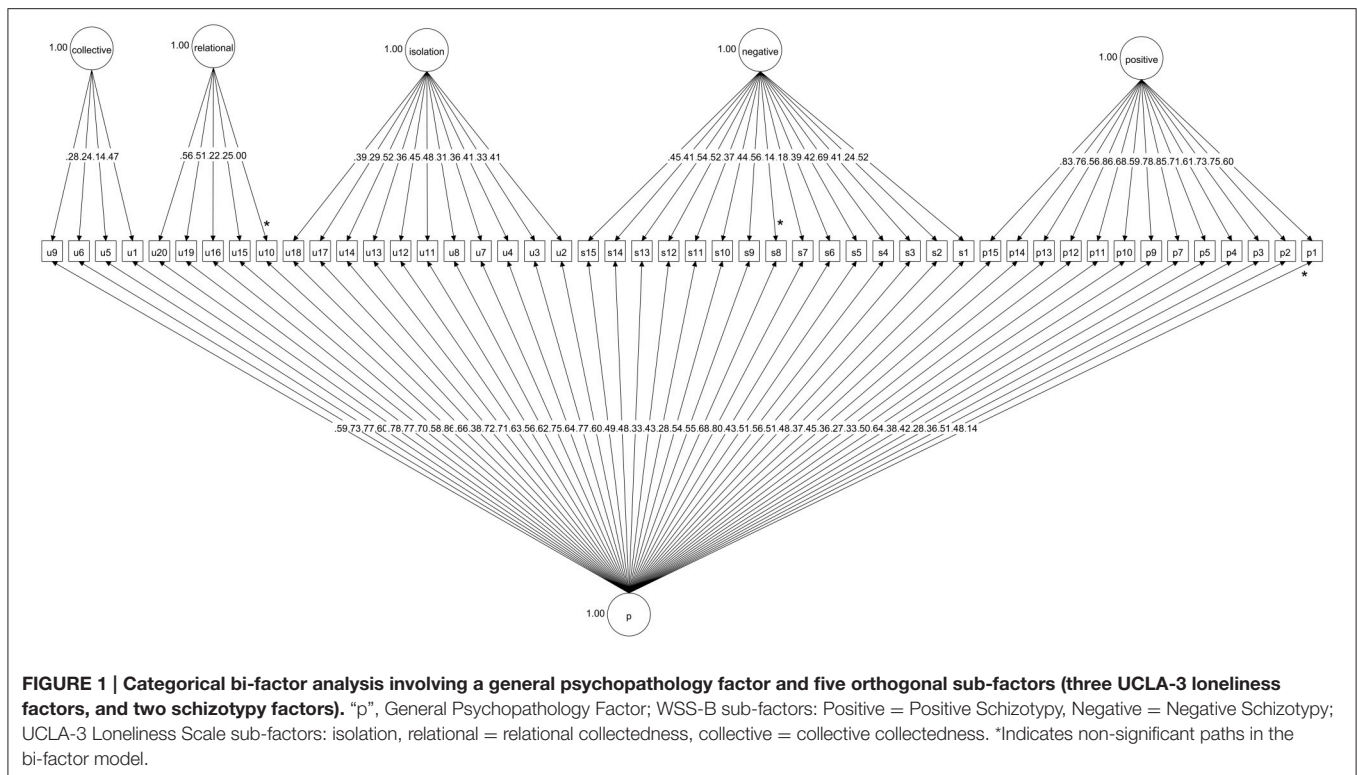 1.00 collective 1.00 relational 1.00 isolation 1.00 negative 1.00 positive
.28.24.14.47 .56.51.22.25.00 .39.29.52.36.45.48.31.36.41.33.41 .45.41.54.52.37.44.56.14.18.39.42.69.41.24.52 .83.76.56.86.68.59.78.85.71.61.73.75.60
* *
u9 u6 u5 u1 u20 u19 u16 u15 u10 u18 u17 u14 u13 u12 u11 u8 u7 u4 u3 u2 s15 s14 s13 s12 s11 s10 s9 s8 s7 s6 s5 s4 s3 s2 s1 p15 p14 p13 p12 p11 p10 p9 p7 p5 p4 p3 p2 p1
*
.59.73.77.60.78.77.70.58.86.66.38.72.71.63.56.62.75.64.77.60.49.48.33.43.28.54.55.68.80.43.51.56.51.48.37.45.36.27.33.50.64.38.42.28.36.51.48.14
1.00 p
FIGURE 1 | Categorical bi-factor analysis involving a general psychopathology factor and five orthogonal sub-factors (three UCLA-3 loneliness
factors, and two schizotypy factors). "p", General Psychopathology Factor; WSS-B sub-factors: Positive = Positive Schizotypy, Negative = Negative Schizotypy;
UCLA-3 Loneliness Scale sub-factors: isolation, relational = relational collectedness, collective = collective collectedness. *Indicates non-significant paths in the
bi-factor model.